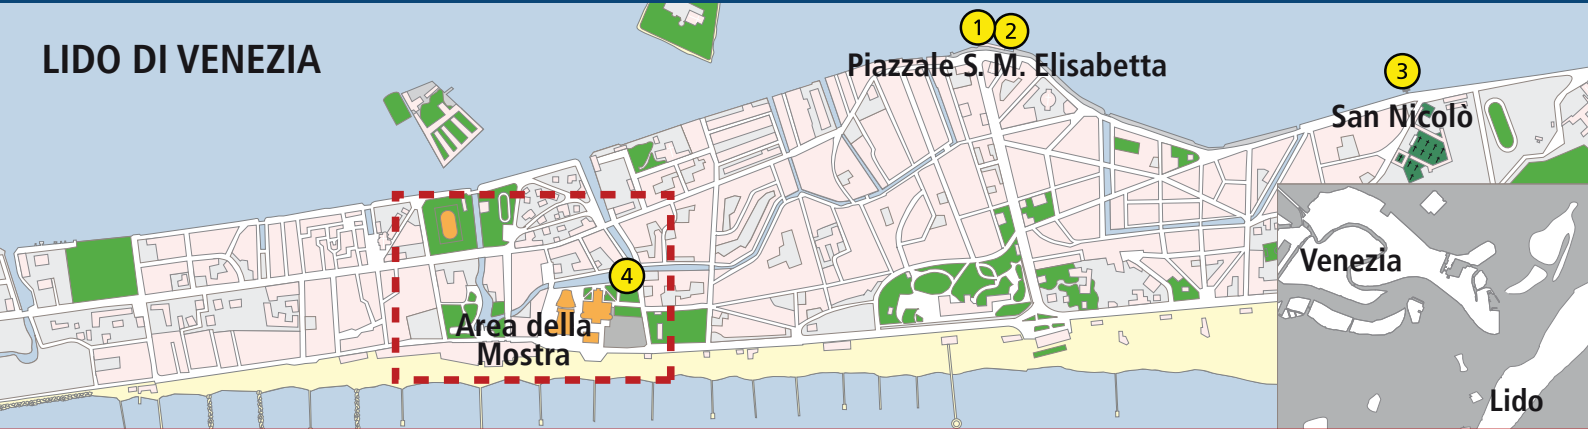 LIDO DI VENEZIA
1 2
Piazzale S. M. Elisabetta
3
San Nicolò
4
Area della
Mostra
Venezia
Lido